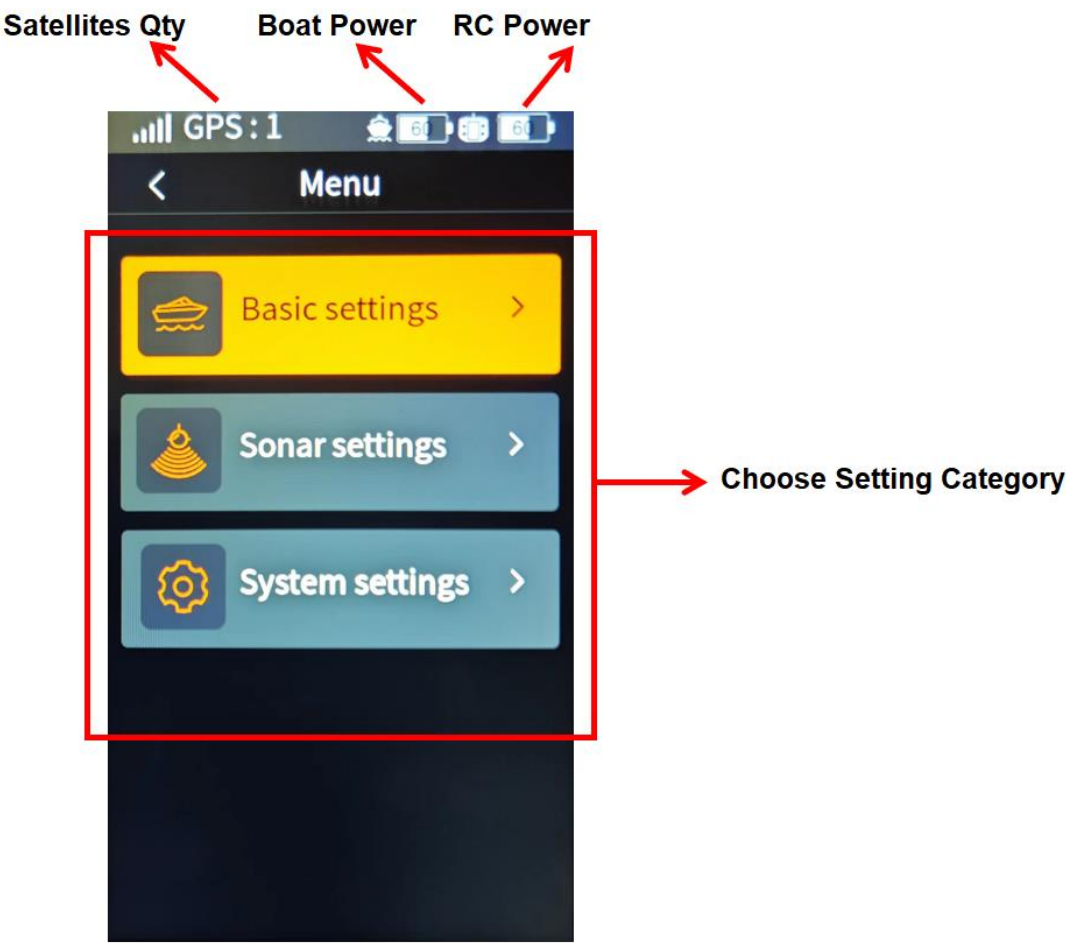 Satellites Qty Boat Power RC Power
GPS:1 60 60
Menu
Basic settings
Sonar settings
Choose Setting Category
System settings